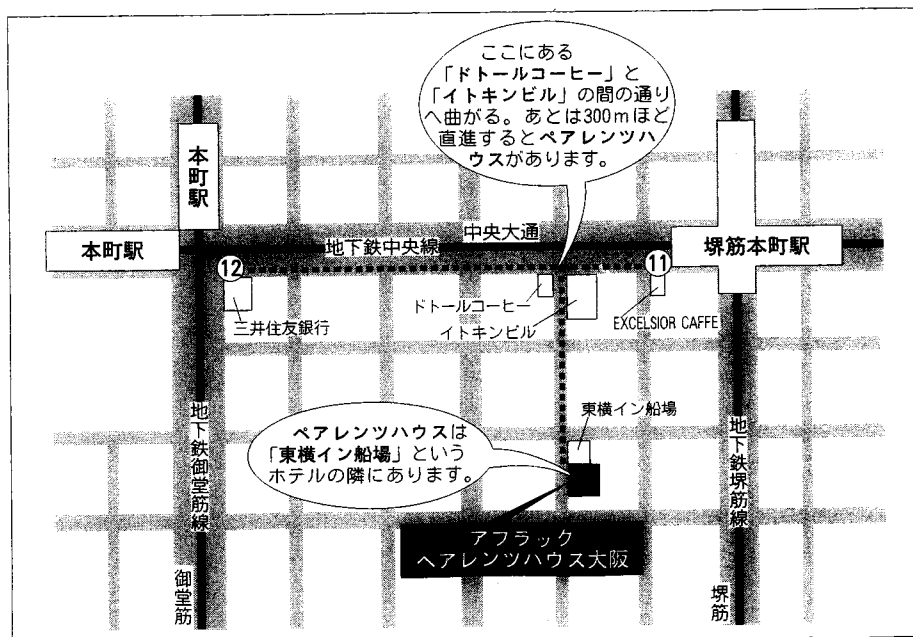 ここにある
「ドトールコーヒー」と
「イトキンビル」の間の通り
へ曲がる。あとは300mほど
直進するとペアレンツハ
ウスがあります。
本町駅
本町駅
地下鉄中央線
中央大通
堺筋本町駅
12
11
三井住友銀行
ドトールコーヒー
イトキンビル
EXCELSIOR CAFFE
東横イン船場
ペアレンツハウスは
「東横イン船場」という
ホテルの隣にあります。
地下鉄御堂筋線
地下鉄堺筋線
アフラック
ペアレンツハウス大阪
御堂筋
堺筋